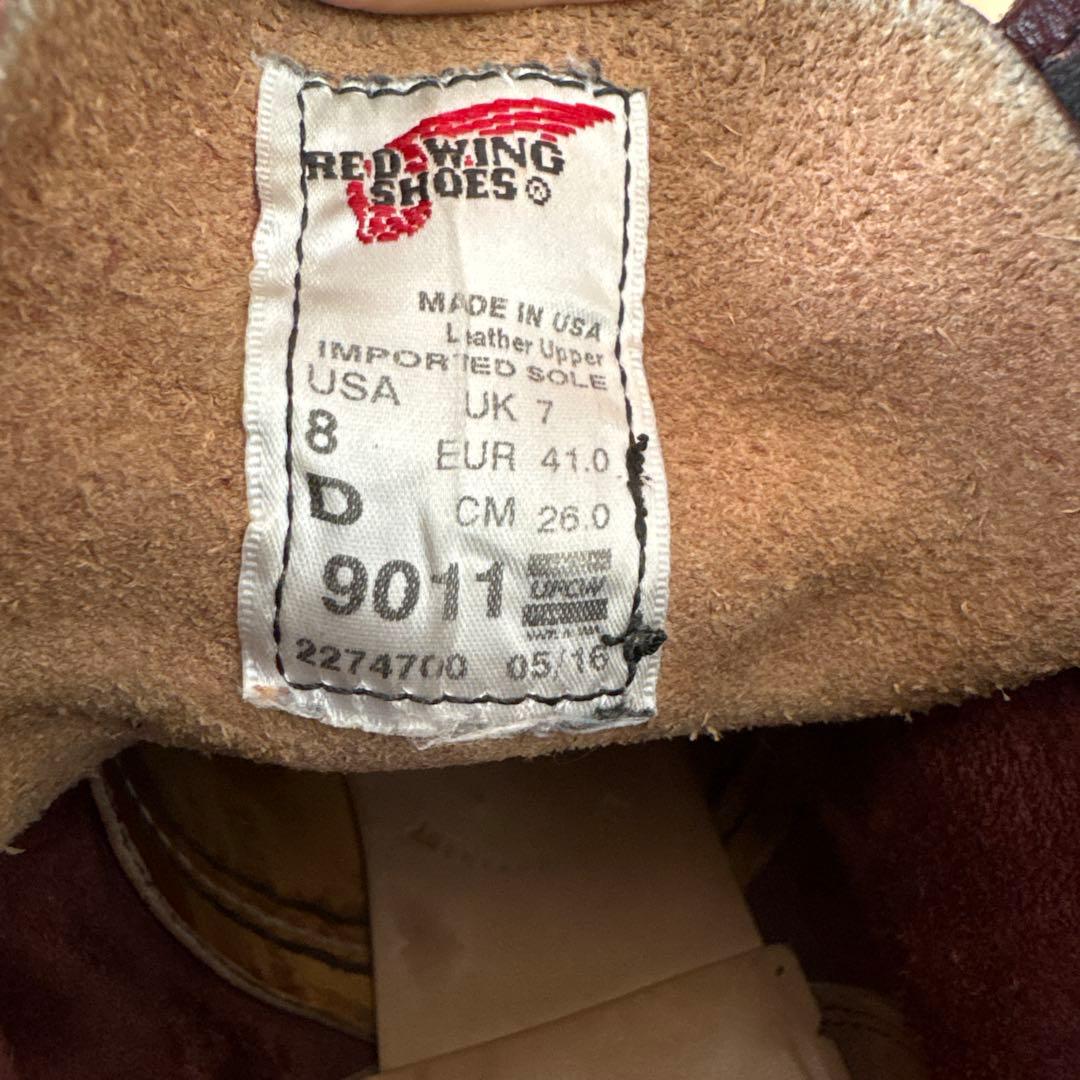 RED WING
SHOES®
MADE IN USA
Leather Upper
IMPORTED SOLE
USA UK 7
8 EUR 41.0
D CM 26.0
9011 UFCW
2274700 05/16